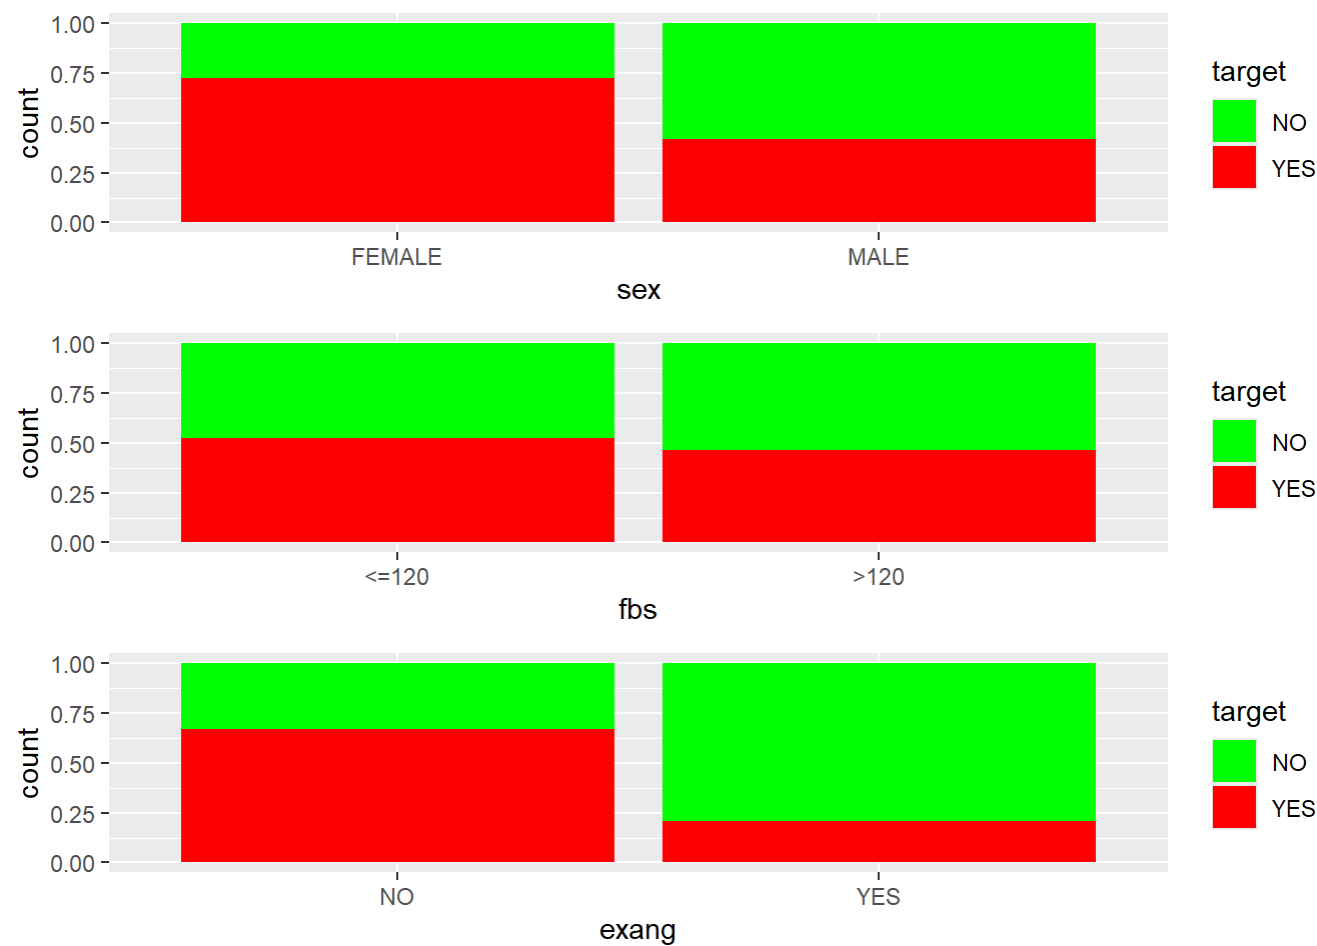 1.00
0.75
0.50
0.25
0.00
count
FEMALE MALE
sex
target
NO
YES
1.00
0.75
0.50
0.25
0.00
count
<=120 >120
fbs
target
NO
YES
1.00
0.75
0.50
0.25
0.00
count
NO YES
exang
target
NO
YES